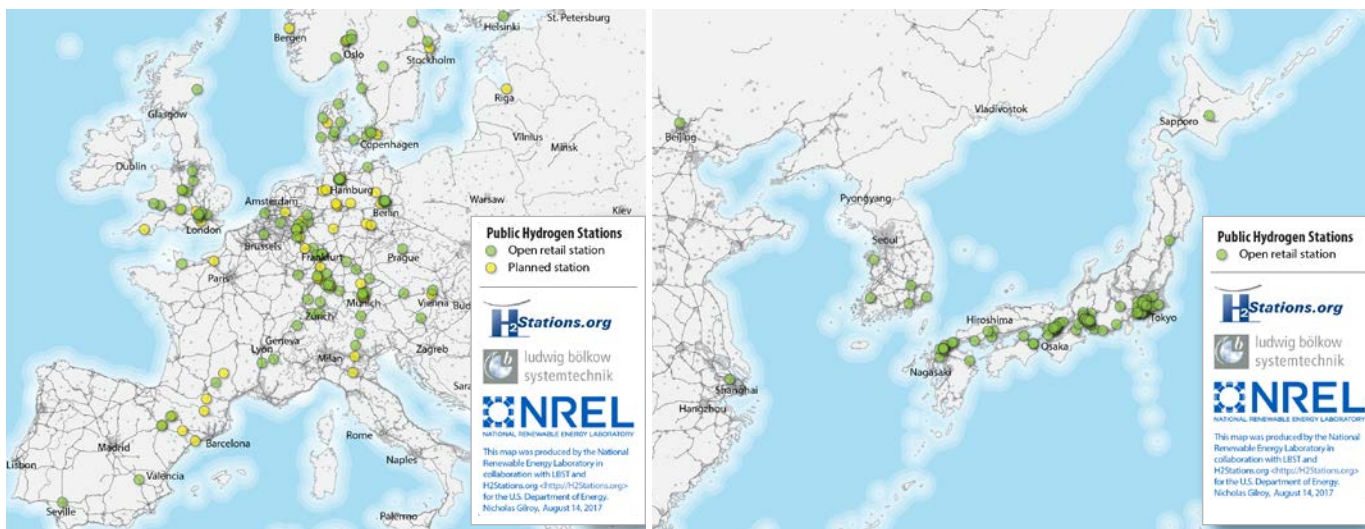 Bergen
Oslo
Helsinki
St. Petersburg
Stockholm
Riga
Glasgow
Vilnius
Minsk
Dublin
Copenhagen
Hamburg
Amsterdam
Berlin
Warsaw
London
Kiev
Brussels
Frankfurt
Prague
Paris
Munich
Vienna
Bud
Zurich
Geneva
Zagreb
Lyon
Milan
Sara
Madrid
Barcelona
Rome
Lisbon
Naples
Valencia
Seville
Palermo
Public Hydrogen Stations
Open retail station
Planned station
H2Stations.org
ludwig bölkow
systemtechnik
NREL
NATIONAL RENEWABLE ENERGY LABORATORY
This map was produced by the National
Renewable Energy Laboratory in
collaboration with LBST and
H2Stations.org <http://H2Stations.org>
for the U.S. Department of Energy.
Nicholas Gilroy, August 14, 2017
Vladivostok
Sapporo
Beijing
Pyongyang
Seoul
Hiroshima
Tokyo
Osaka
Nagasaki
Shanghai
Hangzhou
Public Hydrogen Stations
Open retail station
H2Stations.org
ludwig bölkow
systemtechnik
NREL
NATIONAL RENEWABLE ENERGY LABORATORY
This map was produced by the National
Renewable Energy Laboratory in
collaboration with LBST and
H2Stations.org <http://H2Stations.org>
for the U.S. Department of Energy.
Nicholas Gilroy, August 14, 2017